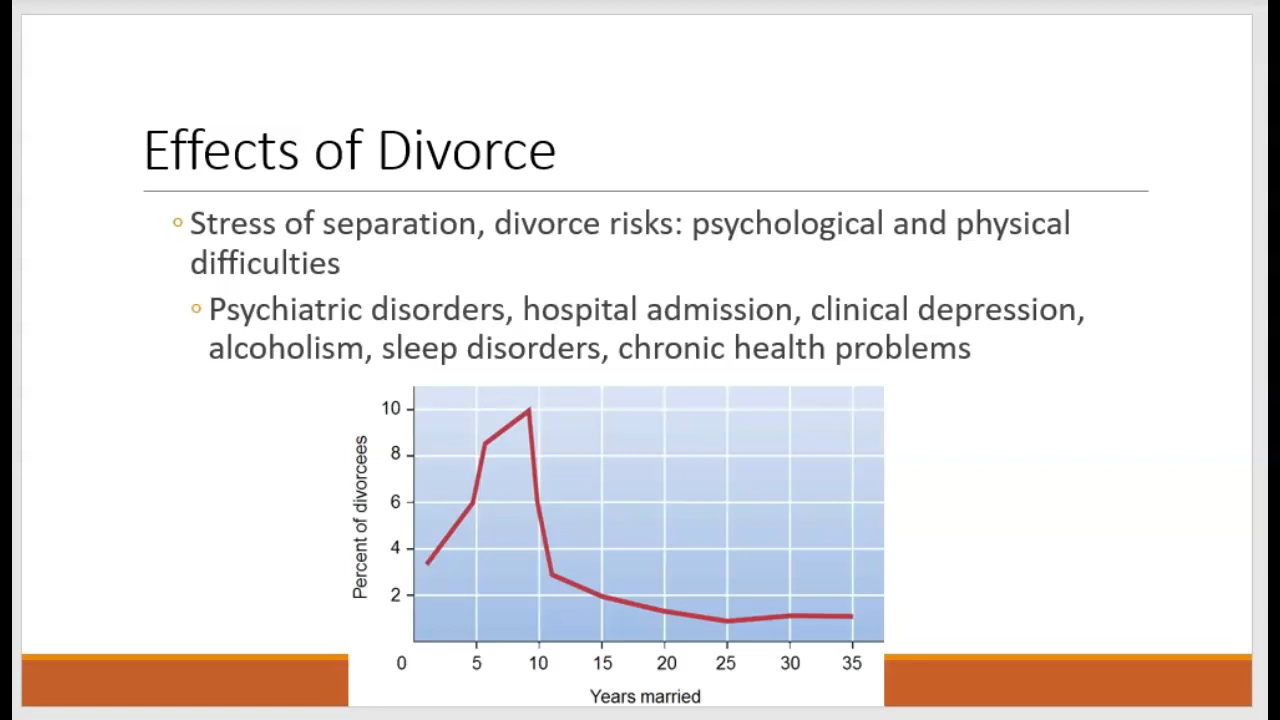 Effects of Divorce
Stress of separation, divorce risks: psychological and physical
difficulties
Psychiatric disorders, hospital admission, clinical depression,
alcoholism, sleep disorders, chronic health problems
10
8
6
4
2
Percent of divorcees
0 5 10 15 20 25 30 35
Years married